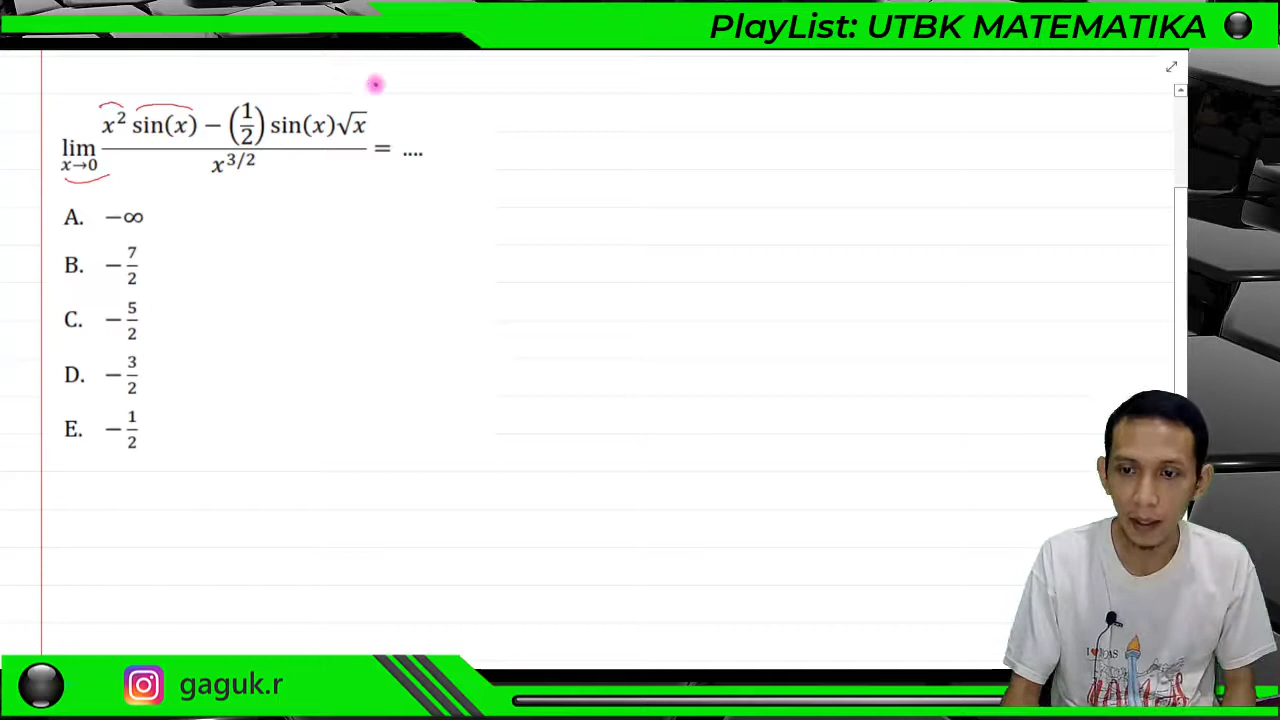 PlayList: UTBK MATEMATIKA
lim x→0 (x² sin(x) − (1/2) sin(x)√x) / x^{3/2} = ....
A. −∞
B. −7/2
C. −5/2
D. −3/2
E. −1/2
gaguk.r